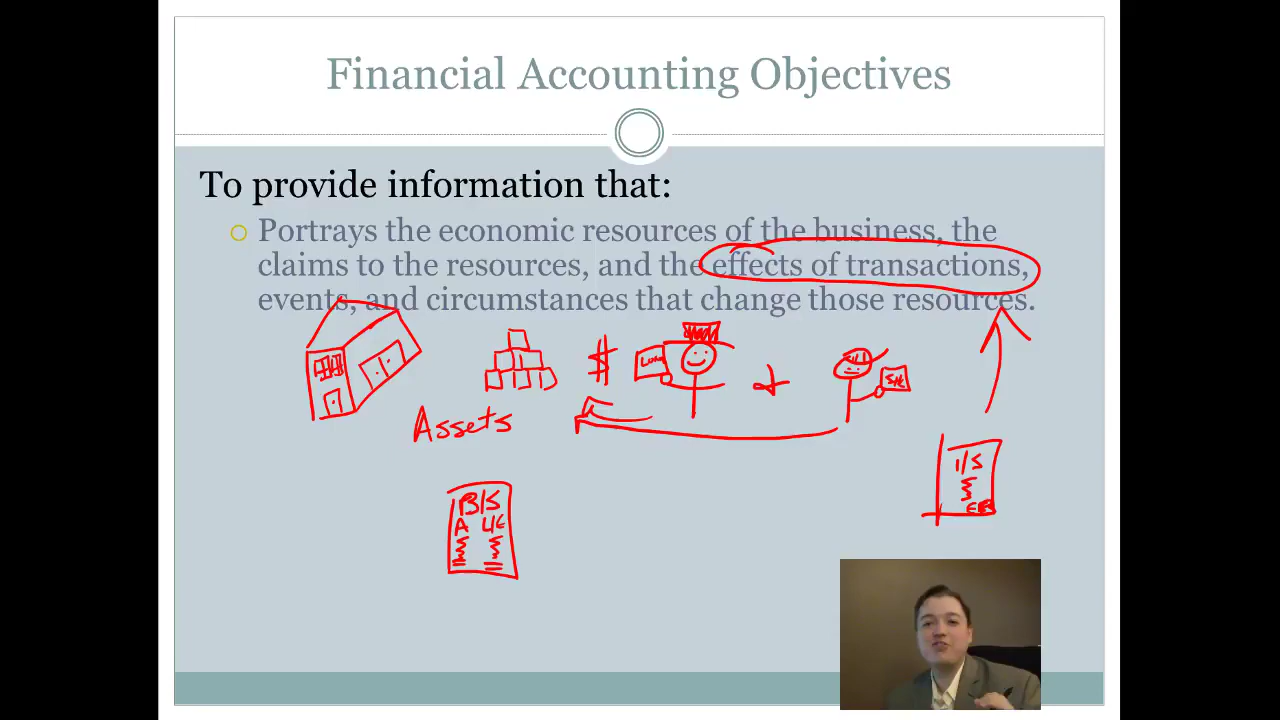 Financial Accounting Objectives
To provide information that:
Portrays the economic resources of the business, the
claims to the resources, and the effects of transactions,
events, and circumstances that change those resources.
$
Loan
+
Assets
I/S
B/S
A L/E